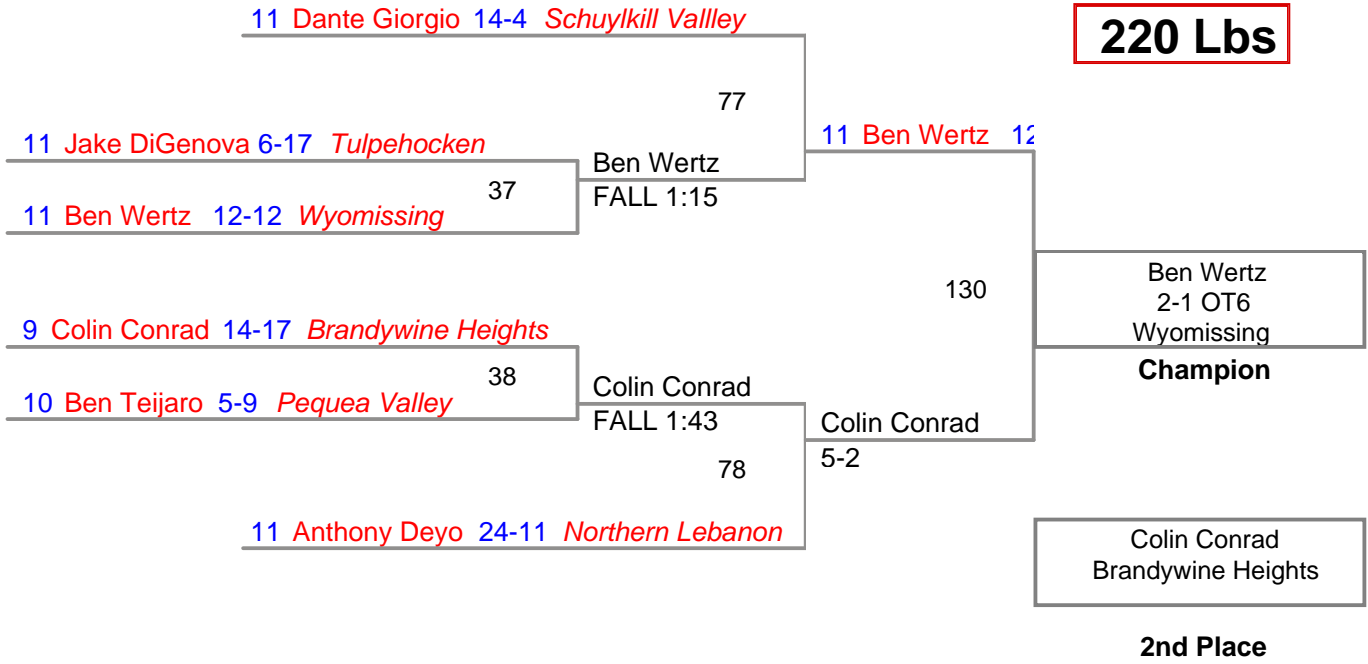 11 Dante Giorgio 14-4 Schuylkill Vallley
220 Lbs
77
11 Jake DiGenova 6-17 Tulpehocken
11 Ben Wertz 12
Ben Wertz
37
FALL 1:15
11 Ben Wertz 12-12 Wyomissing
130
Ben Wertz
2-1 OT6
Wyomissing
9 Colin Conrad 14-17 Brandywine Heights
Champion
38
Colin Conrad
10 Ben Teijaro 5-9 Pequea Valley
FALL 1:43
Colin Conrad
5-2
78
11 Anthony Deyo 24-11 Northern Lebanon
Colin Conrad
Brandywine Heights
2nd Place